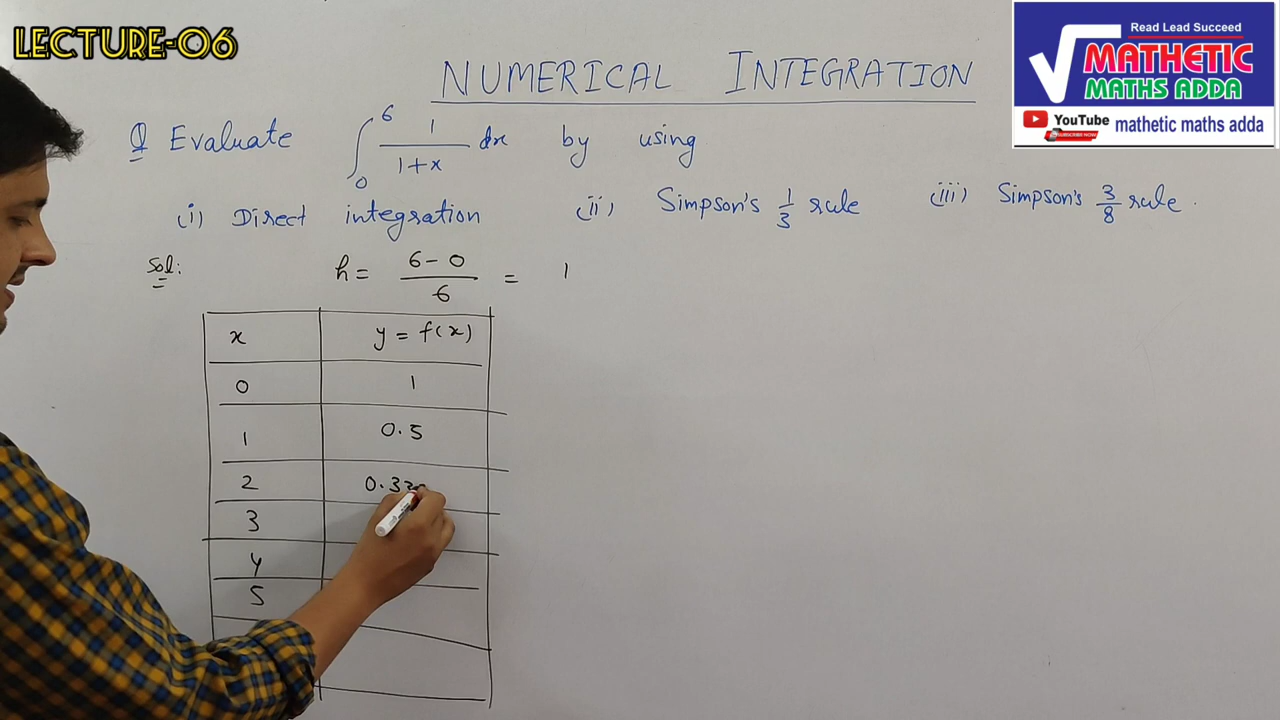 LECTURE-06
Read Lead Succeed
MATHETIC
MATHS ADDA
YouTube mathetic maths adda
SUBSCRIBE NOW
NUMERICAL INTEGRATION
Q Evaluate ∫₀⁶ 1/(1+x) dx by using
(i) Direct integration (ii) Simpson's 1/3 rule (iii) Simpson's 3/8 rule.
Sol: h = (6-0)/6 = 1
x y = f(x)
0 1
1 0.5
2 0.33
3
4
5